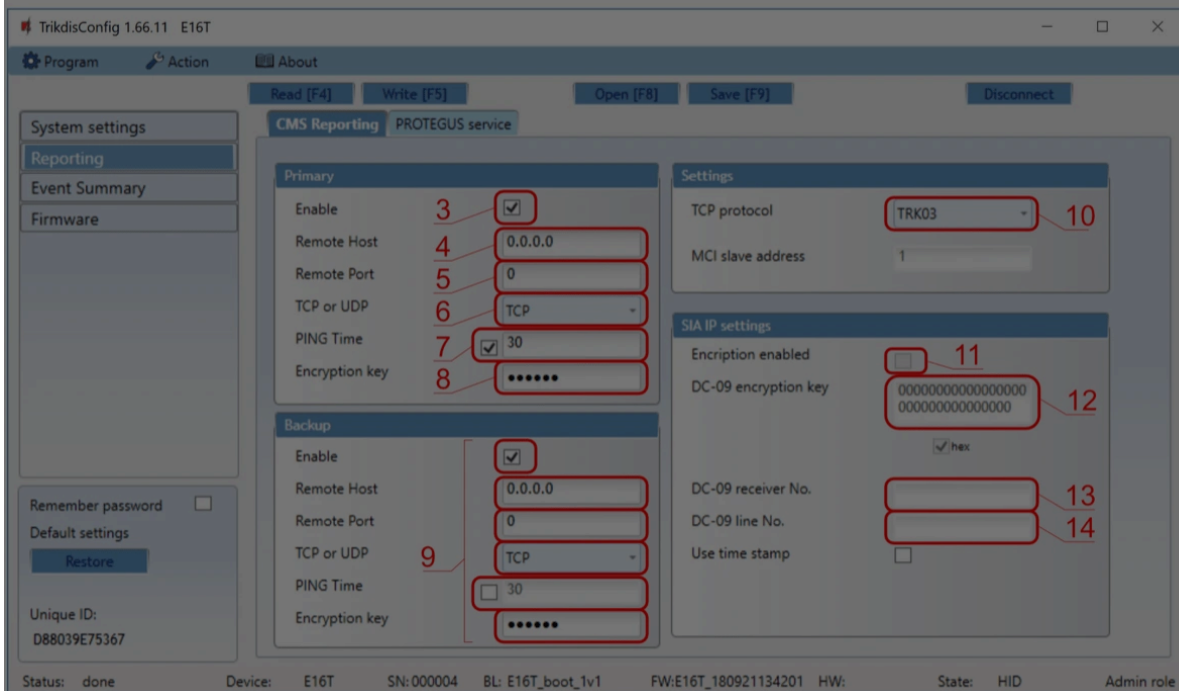 TrikdisConfig 1.66.11 E16T
Program Action About
Read [F4] Write [F5] Open [F8] Save [F9] Disconnect
System settings
Reporting
Event Summary
Firmware
CMS Reporting PROTEGUS service
Primary
Enable 3
Remote Host 4 0.0.0.0
Remote Port 5 0
TCP or UDP 6 TCP
PING Time 7 30
Encryption key 8 ••••••
Backup
Enable
Remote Host 0.0.0.0
Remote Port 0
TCP or UDP 9 TCP
PING Time 30
Encryption key ••••••
Settings
TCP protocol TRK03 10
MCI slave address 1
SIA IP settings
Encription enabled 11
DC-09 encryption key 00000000000000000
000000000000000 12
hex
DC-09 receiver No. 13
DC-09 line No. 14
Use time stamp
Remember password
Default settings
Restore
Unique ID:
D88039E75367
Status: done Device: E16T SN: 000004 BL: E16T_boot_1v1 FW:E16T_180921134201 HW: State: HID Admin role